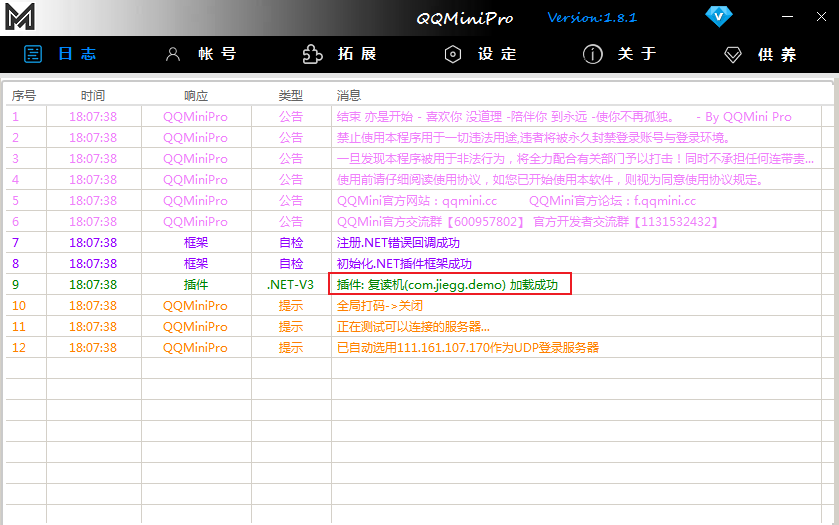 QQMiniPro Version:1.8.1
日志 帐号 拓展 设定 关于 供养
序号 时间 响应 类型 消息
1 18:07:38 QQMiniPro 公告 结束 亦是开始 - 喜欢你 没道理 -陪伴你 到永远 -使你不再孤独。 - By QQMini Pro
2 18:07:38 QQMiniPro 公告 禁止使用本程序用于一切违法用途,违者将被永久封禁登录账号与登录环境。
3 18:07:38 QQMiniPro 公告 一旦发现本程序被用于非法行为，将全力配合有关部门予以打击！同时不承担任何连带责...
4 18:07:38 QQMiniPro 公告 使用前请仔细阅读使用协议，如您已开始使用本软件，则视为同意使用协议规定。
5 18:07:38 QQMiniPro 公告 QQMini官方网站：qqmini.cc QQMini官方论坛：f.qqmini.cc
6 18:07:38 QQMiniPro 公告 QQMini官方交流群【600957802】 官方开发者交流群【1131532432】
7 18:07:38 框架 自检 注册.NET错误回调成功
8 18:07:38 框架 自检 初始化.NET插件框架成功
9 18:07:38 插件 .NET-V3 插件: 复读机(com.jiegg.demo) 加载成功
10 18:07:38 QQMiniPro 提示 全局打码->关闭
11 18:07:38 QQMiniPro 提示 正在测试可以连接的服务器...
12 18:07:38 QQMiniPro 提示 已自动选用111.161.107.170作为UDP登录服务器